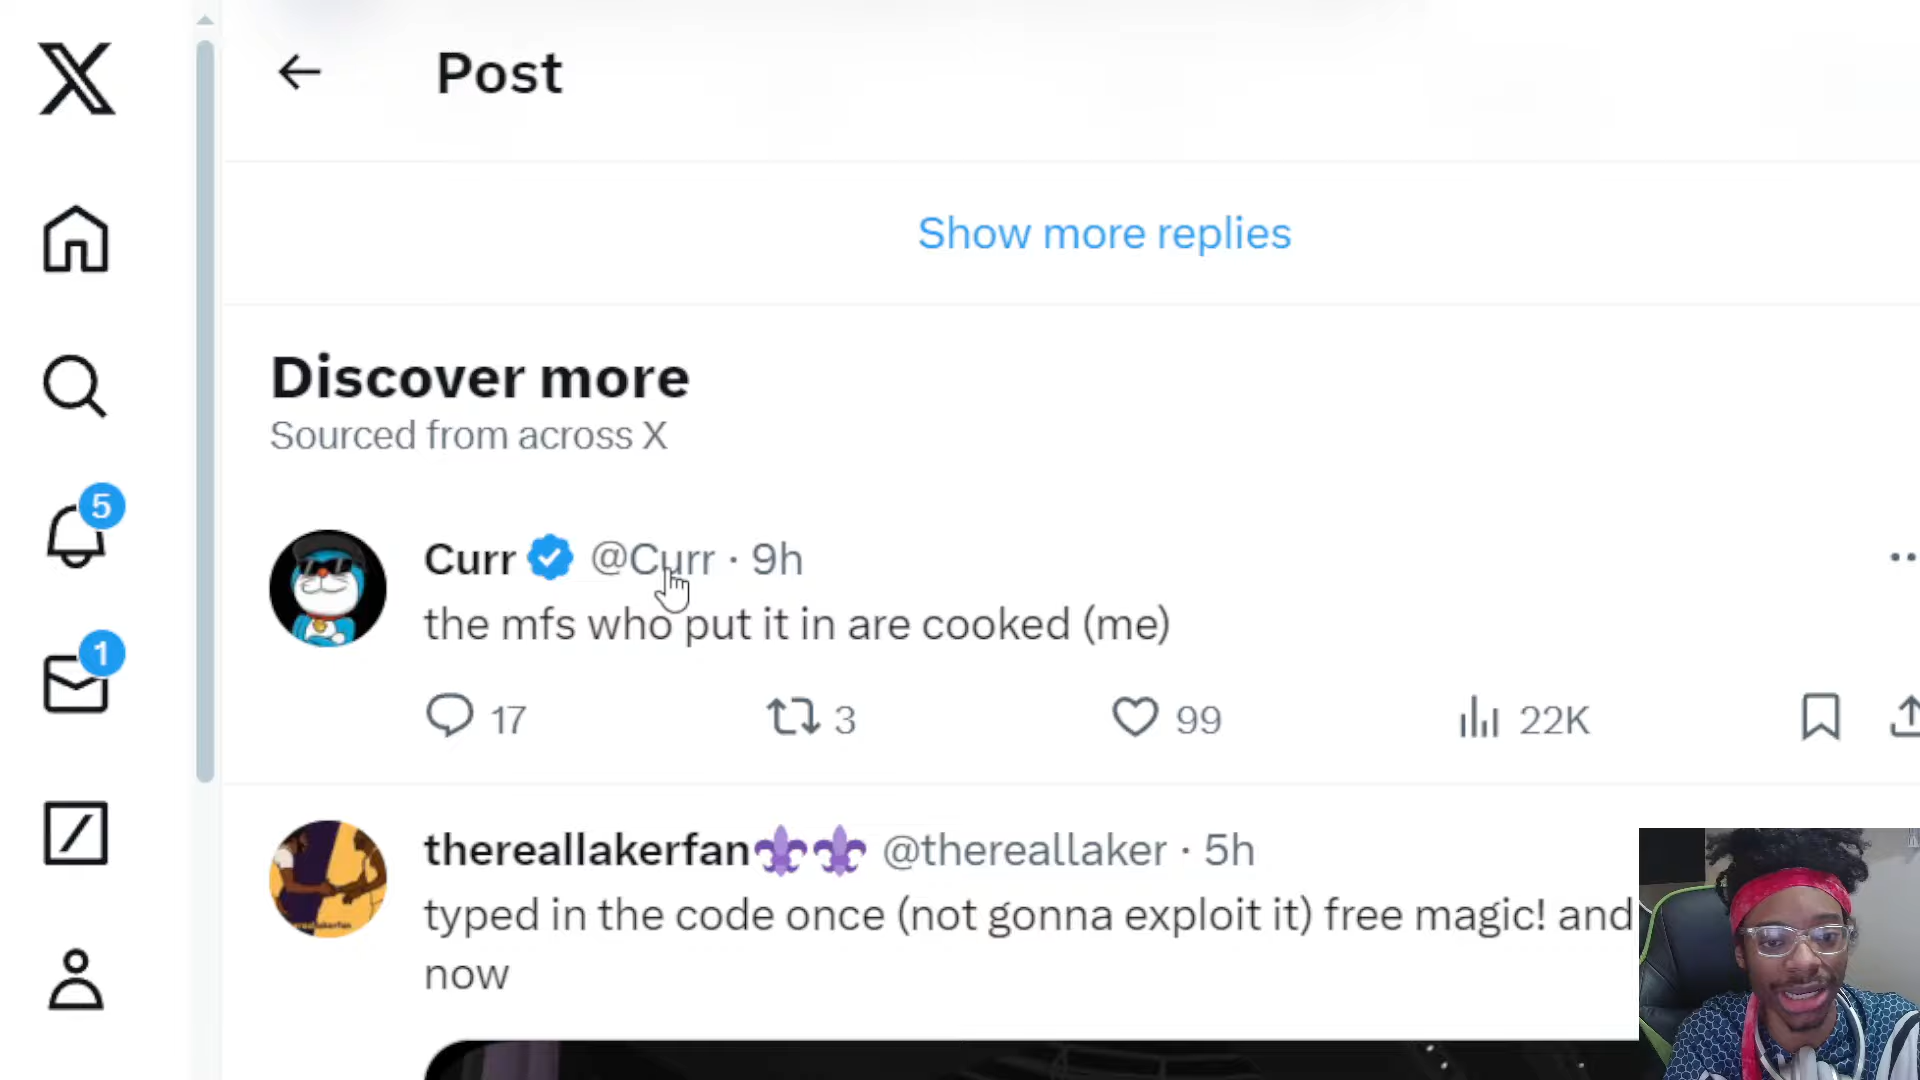 Post
Show more replies
Discover more
Sourced from across X
5
Curr @Curr · 9h
the mfs who put it in are cooked (me)
1
17 3 99 22K
thereallakerfan⚜⚜ @thereallaker · 5h
typed in the code once (not gonna exploit it) free magic! and
now